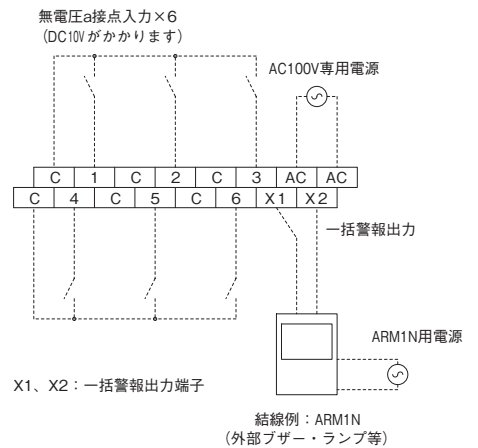 無電圧a接点入力×6
（DC10Vがかかります）
AC100V専用電源
C 1 C 2 C 3 AC AC
C 4 C 5 C 6 X1 X2
一括警報出力
ARM1N用電源
X1、X2：一括警報出力端子
結線例：ARM1N
（外部ブザー・ランプ等）